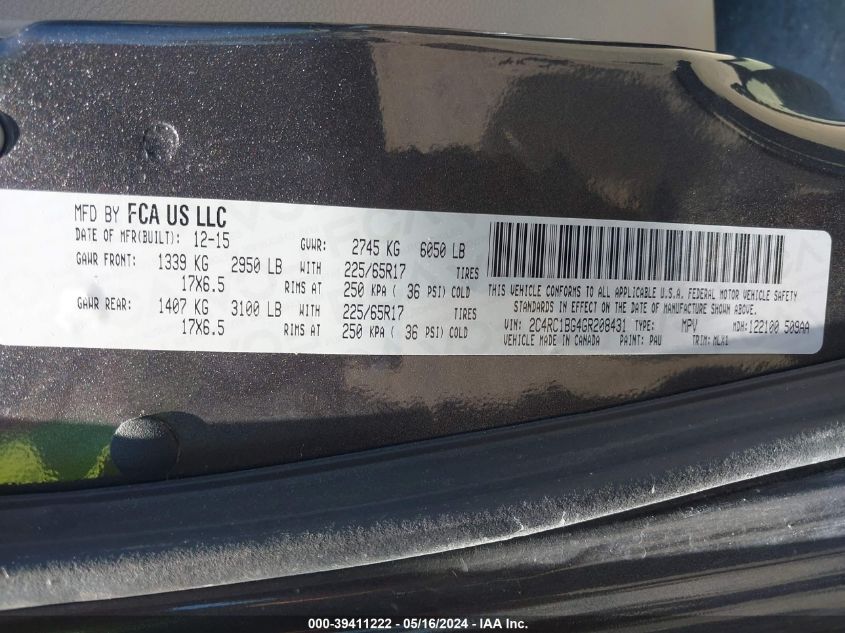 MFD BY FCA US LLC
DATE OF MFR(BUILT): 12-15 GVWR: 2745 KG 6050 LB
GAWR FRONT: 1339 KG 2950 LB WITH 225/65R17 TIRES
17X6.5 RIMS AT 250 KPA ( 36 PSI) COLD
GAWR REAR: 1407 KG 3100 LB WITH 225/65R17 TIRES
17X6.5 RIMS AT 250 KPA ( 36 PSI) COLD
THIS VEHICLE CONFORMS TO ALL APPLICABLE U.S.A. FEDERAL MOTOR VEHICLE SAFETY
STANDARDS IN EFFECT ON THE DATE OF MANUFACTURE SHOWN ABOVE.
VIN: 2C4RC1BG4GR208431 TYPE: MPV MDH: 122100 509AA
VEHICLE MADE IN CANADA PAINT: PAU TRIM:
000-39411222 - 05/16/2024 - IAA Inc.